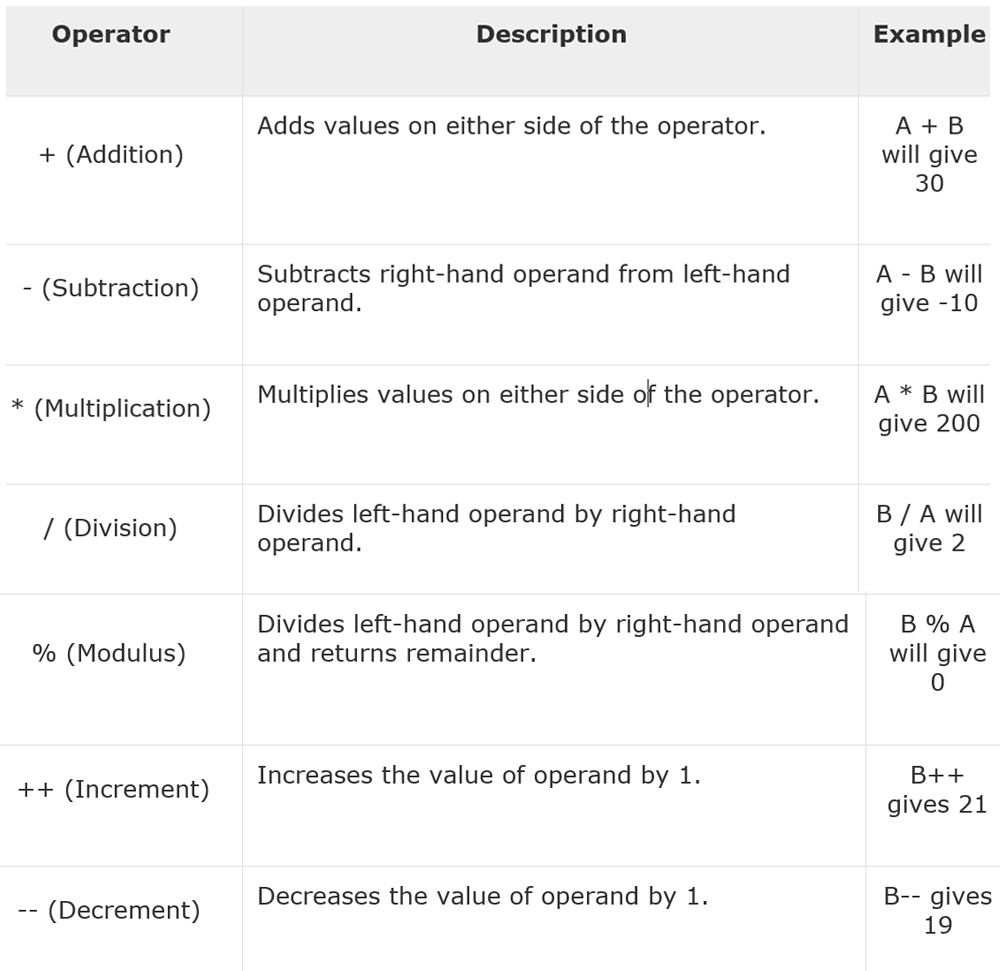 Operator Description Example
+ (Addition)
Adds values on either side of the operator.
A + B
will give
30
- (Subtraction)
Subtracts right-hand operand from left-hand
operand.
A - B will
give -10
* (Multiplication)
Multiplies values on either side of the operator.
A * B will
give 200
/ (Division)
Divides left-hand operand by right-hand
operand.
B / A will
give 2
% (Modulus)
Divides left-hand operand by right-hand operand
and returns remainder.
B % A
will give
0
++ (Increment)
Increases the value of operand by 1.
B++
gives 21
-- (Decrement)
Decreases the value of operand by 1.
B-- gives
19